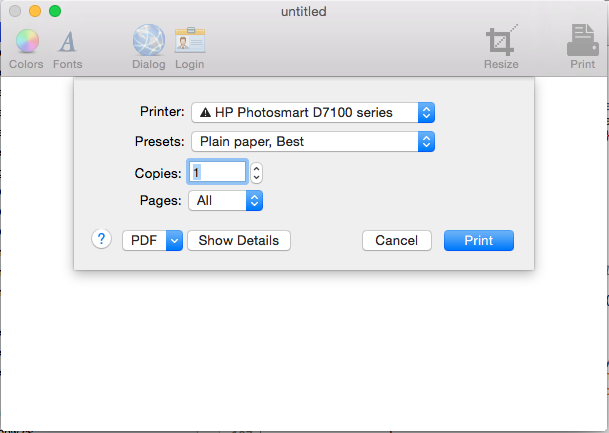 untitled
Colors Fonts Dialog Login Resize Print
Printer: HP Photosmart D7100 series
Presets: Plain paper, Best
Copies: 1
Pages: All
? PDF Show Details Cancel Print